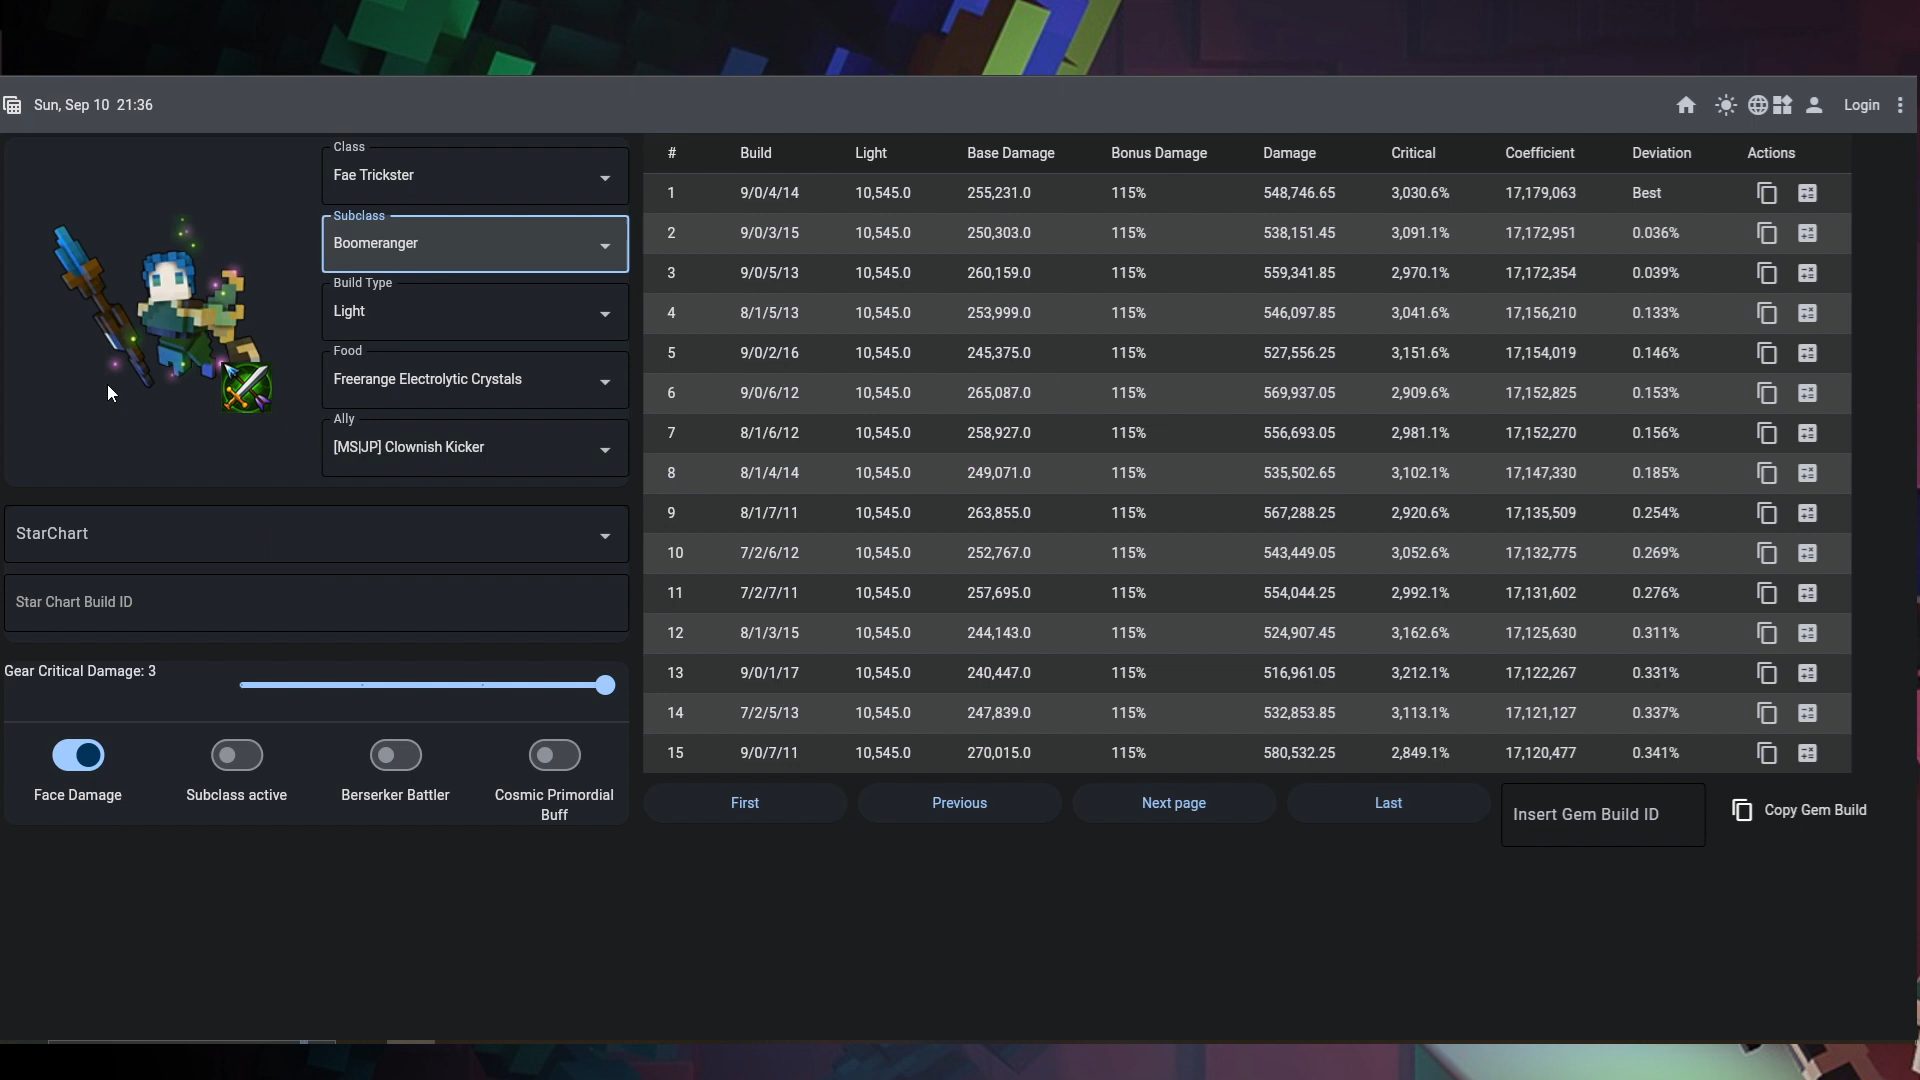 Sun, Sep 10 21:36
Login
Class
Fae Trickster
Subclass
Boomeranger
Build Type
Light
Food
Freerange Electrolytic Crystals
Ally
[MS|JP] Clownish Kicker
StarChart
Star Chart Build ID
Gear Critical Damage: 3
Face Damage
Subclass active
Berserker Battler
Cosmic Primordial
Buff
# Build Light Base Damage Bonus Damage Damage Critical Coefficient Deviation Actions
1 9/0/4/14 10,545.0 255,231.0 115% 548,746.65 3,030.6% 17,179,063 Best
2 9/0/3/15 10,545.0 250,303.0 115% 538,151.45 3,091.1% 17,172,951 0.036%
3 9/0/5/13 10,545.0 260,159.0 115% 559,341.85 2,970.1% 17,172,354 0.039%
4 8/1/5/13 10,545.0 253,999.0 115% 546,097.85 3,041.6% 17,156,210 0.133%
5 9/0/2/16 10,545.0 245,375.0 115% 527,556.25 3,151.6% 17,154,019 0.146%
6 9/0/6/12 10,545.0 265,087.0 115% 569,937.05 2,909.6% 17,152,825 0.153%
7 8/1/6/12 10,545.0 258,927.0 115% 556,693.05 2,981.1% 17,152,270 0.156%
8 8/1/4/14 10,545.0 249,071.0 115% 535,502.65 3,102.1% 17,147,330 0.185%
9 8/1/7/11 10,545.0 263,855.0 115% 567,288.25 2,920.6% 17,135,509 0.254%
10 7/2/6/12 10,545.0 252,767.0 115% 543,449.05 3,052.6% 17,132,775 0.269%
11 7/2/7/11 10,545.0 257,695.0 115% 554,044.25 2,992.1% 17,131,602 0.276%
12 8/1/3/15 10,545.0 244,143.0 115% 524,907.45 3,162.6% 17,125,630 0.311%
13 9/0/1/17 10,545.0 240,447.0 115% 516,961.05 3,212.1% 17,122,267 0.331%
14 7/2/5/13 10,545.0 247,839.0 115% 532,853.85 3,113.1% 17,121,127 0.337%
15 9/0/7/11 10,545.0 270,015.0 115% 580,532.25 2,849.1% 17,120,477 0.341%
First
Previous
Next page
Last
Insert Gem Build ID
Copy Gem Build